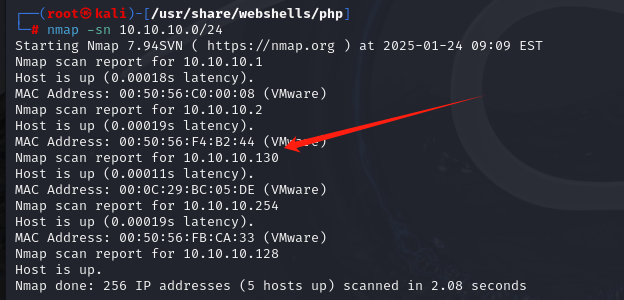 ┌──(root㉿kali)-[/usr/share/webshells/php]
└─# nmap -sn 10.10.10.0/24
Starting Nmap 7.94SVN ( https://nmap.org ) at 2025-01-24 09:09 EST
Nmap scan report for 10.10.10.1
Host is up (0.00018s latency).
MAC Address: 00:50:56:C0:00:08 (VMware)
Nmap scan report for 10.10.10.2
Host is up (0.00019s latency).
MAC Address: 00:50:56:F4:B2:44 (VMware)
Nmap scan report for 10.10.10.130
Host is up (0.00011s latency).
MAC Address: 00:0C:29:BC:05:DE (VMware)
Nmap scan report for 10.10.10.254
Host is up (0.00019s latency).
MAC Address: 00:50:56:FB:CA:33 (VMware)
Nmap scan report for 10.10.10.128
Host is up.
Nmap done: 256 IP addresses (5 hosts up) scanned in 2.08 seconds